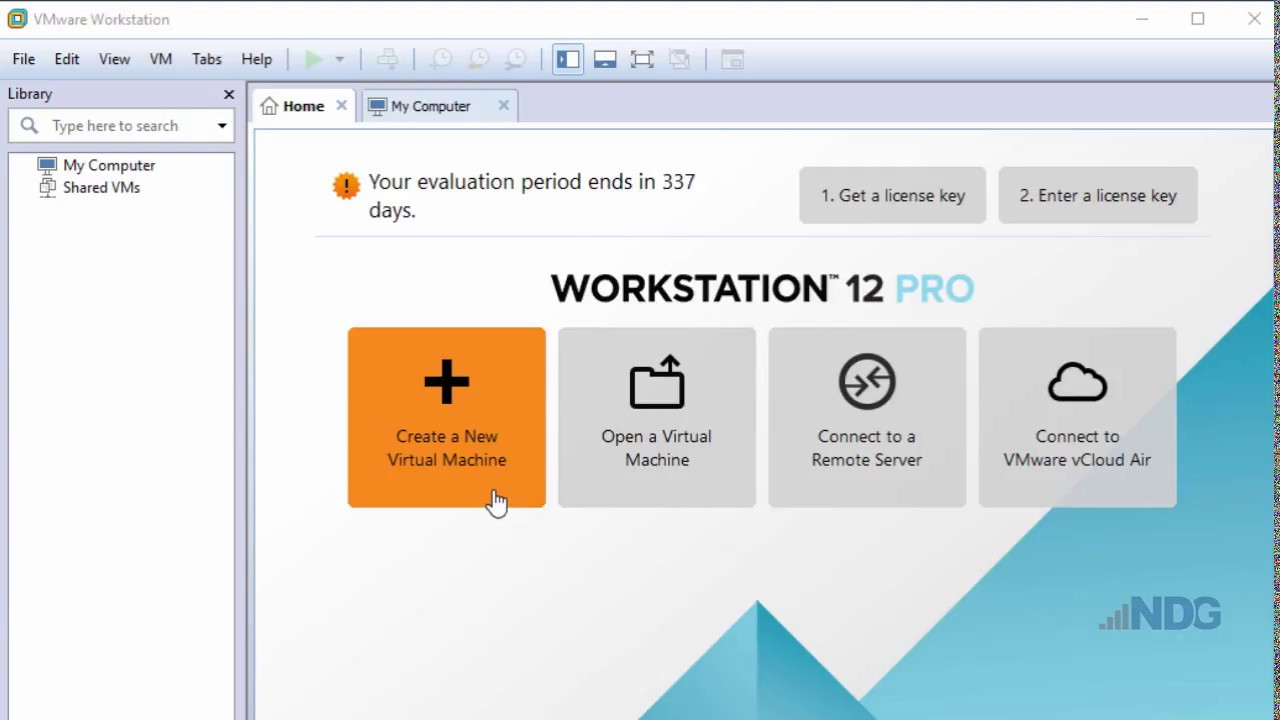 VMware Workstation
File Edit View VM Tabs Help
Library
Type here to search
My Computer
Shared VMs
Home
My Computer
Your evaluation period ends in 337
days.
1. Get a license key
2. Enter a license key
WORKSTATION™ 12 PRO
Create a New
Virtual Machine
Open a Virtual
Machine
Connect to a
Remote Server
Connect to
VMware vCloud Air
NDG